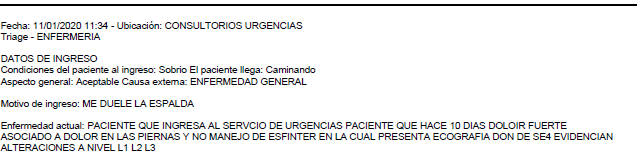 Fecha: 11/01/2020 11:34 - Ubicación: CONSULTORIOS URGENCIAS
Triage - ENFERMERIA
DATOS DE INGRESO
Condiciones del paciente al ingreso: Sobrio El paciente llega: Caminando
Aspecto general: Aceptable Causa externa: ENFERMEDAD GENERAL
Motivo de ingreso: ME DUELE LA ESPALDA
Enfermedad actual: PACIENTE QUE INGRESA AL SERVCIO DE URGENCIAS PACIENTE QUE HACE 10 DIAS DOLOIR FUERTE
ASOCIADO A DOLOR EN LAS PIERNAS Y NO MANEJO DE ESFINTER EN LA CUAL PRESENTA ECOGRAFIA DON DE SE4 EVIDENCIAN
ALTERACIONES A NIVEL L1 L2 L3